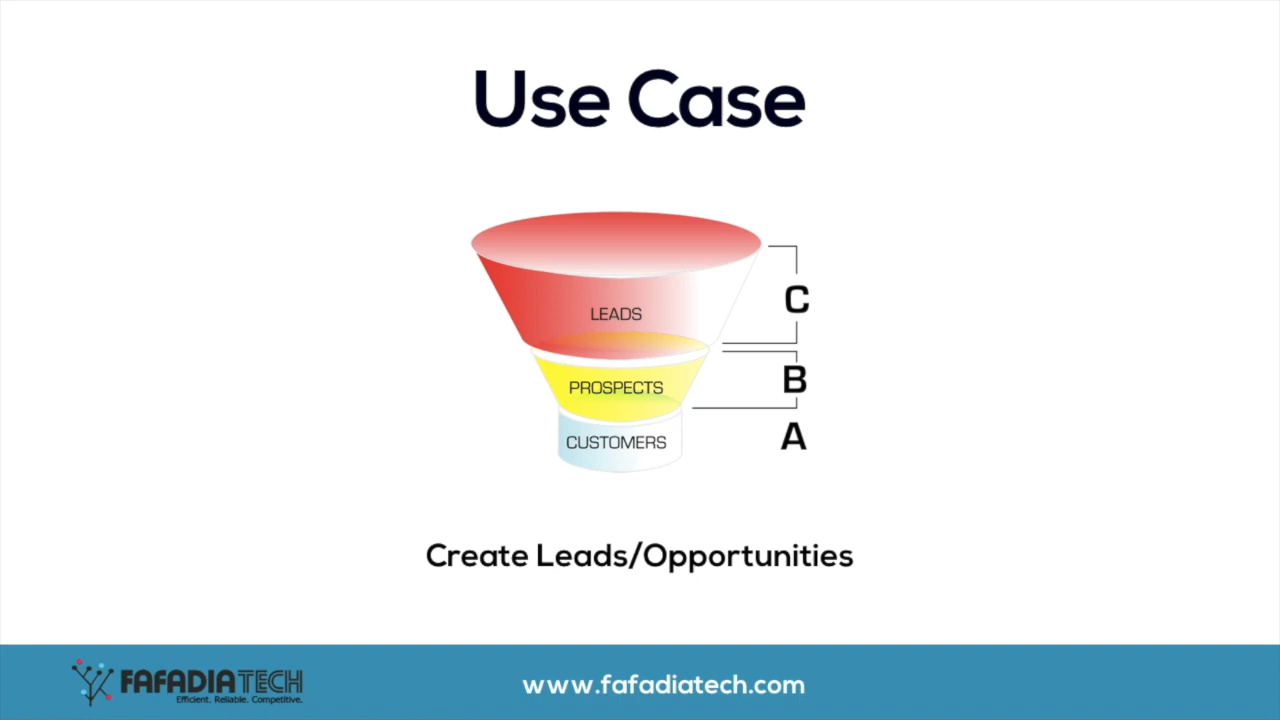 Use Case
LEADS
C
PROSPECTS
B
CUSTOMERS
A
Create Leads/Opportunities
FAFADIATECH
Efficient. Reliable. Competitive.
www.fafadiatech.com